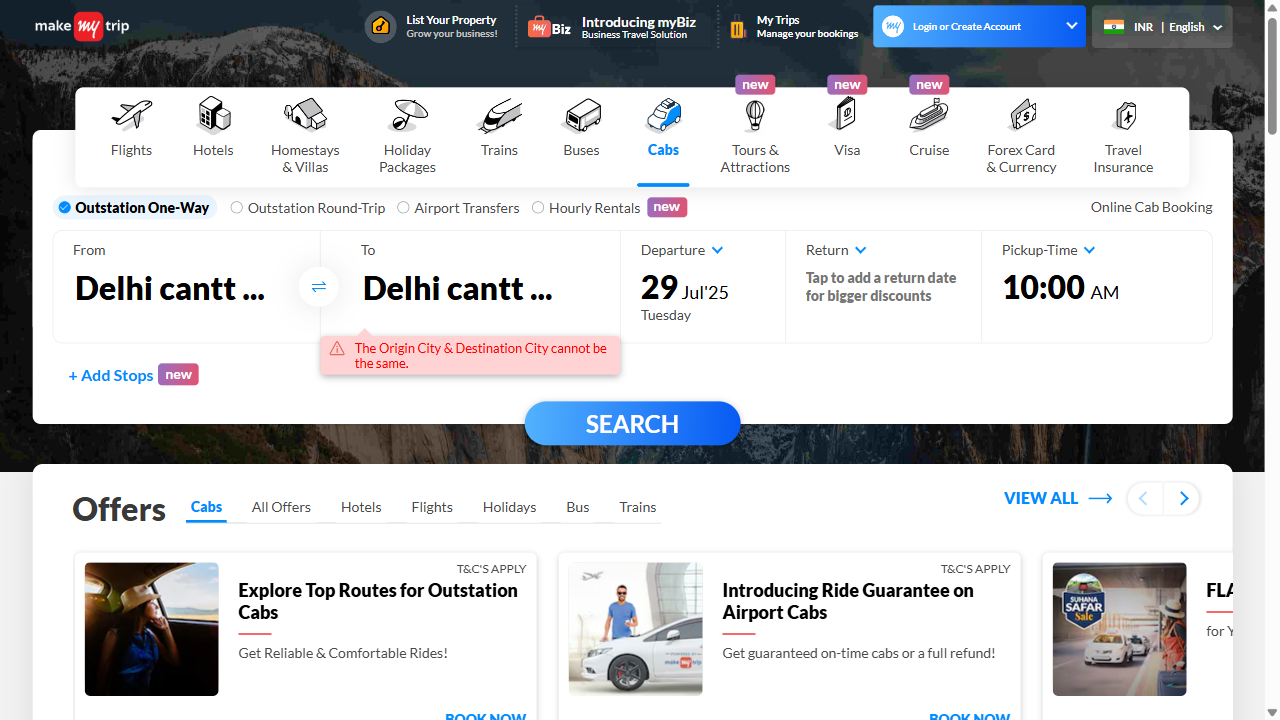 make my trip
List Your Property
Grow your business!
my Biz
Introducing myBiz
Business Travel Solution
My Trips
Manage your bookings
my
Login or Create Account
INR | English
new
new
new
Flights
Hotels
Homestays
& Villas
Holiday
Packages
Trains
Buses
Cabs
Tours &
Attractions
Visa
Cruise
Forex Card
& Currency
Travel
Insurance
Outstation One-Way
Outstation Round-Trip
Airport Transfers
Hourly Rentals
new
Online Cab Booking
From
Delhi cantt ...
To
Delhi cantt ...
Departure
29 Jul'25
Tuesday
Return
Tap to add a return date
for bigger discounts
Pickup-Time
10:00 AM
The Origin City & Destination City cannot be
the same.
+ Add Stops new
SEARCH
Offers
Cabs
All Offers
Hotels
Flights
Holidays
Bus
Trains
VIEW ALL
T&C'S APPLY
Explore Top Routes for Outstation
Cabs
Get Reliable & Comfortable Rides!
BOOK NOW
T&C'S APPLY
Introducing Ride Guarantee on
Airport Cabs
Get guaranteed on-time cabs or a full refund!
make my trip
BOOK NOW
SUHANA
SAFAR
Sale
FLA
for Y